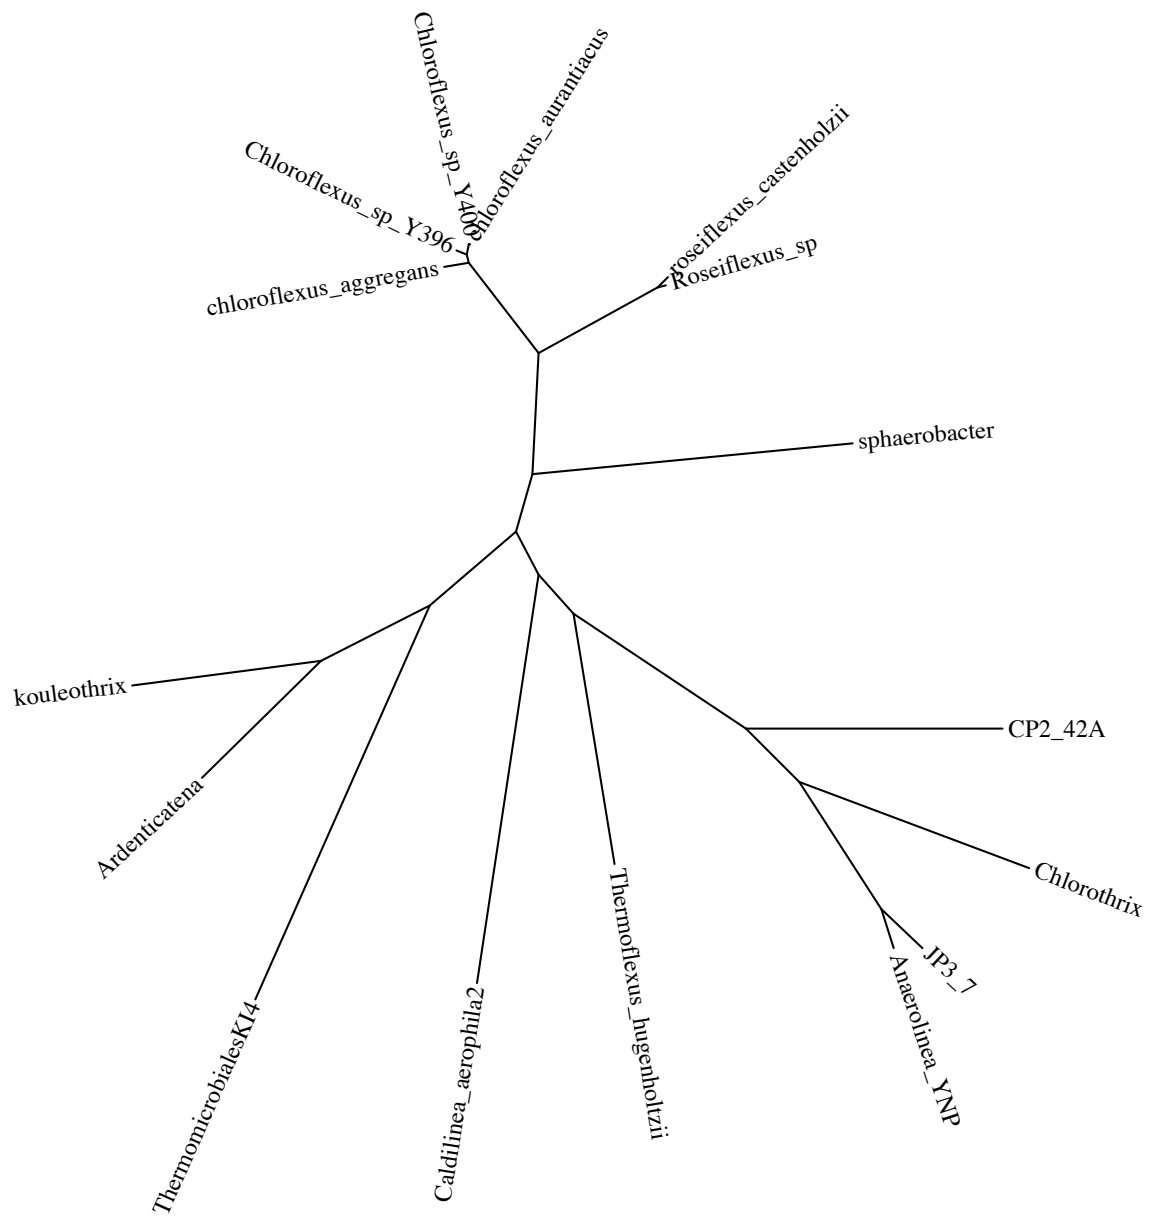 Chloroflexus_sp_Y400
chloroflexus_aurantiacus
Chloroflexus_sp_Y396
chloroflexus_aggregans
roseiflexus_castenholzii
Roseiflexus_sp
sphaerobacter
kouleothrix
Ardenticatena
ThermomicrobialesKI4
Caldilinea_aerophila2
Thermoflexus_hugenholtzii
CP2_42A
Chlorothrix
JP3_7
Anaerolinea_YNP